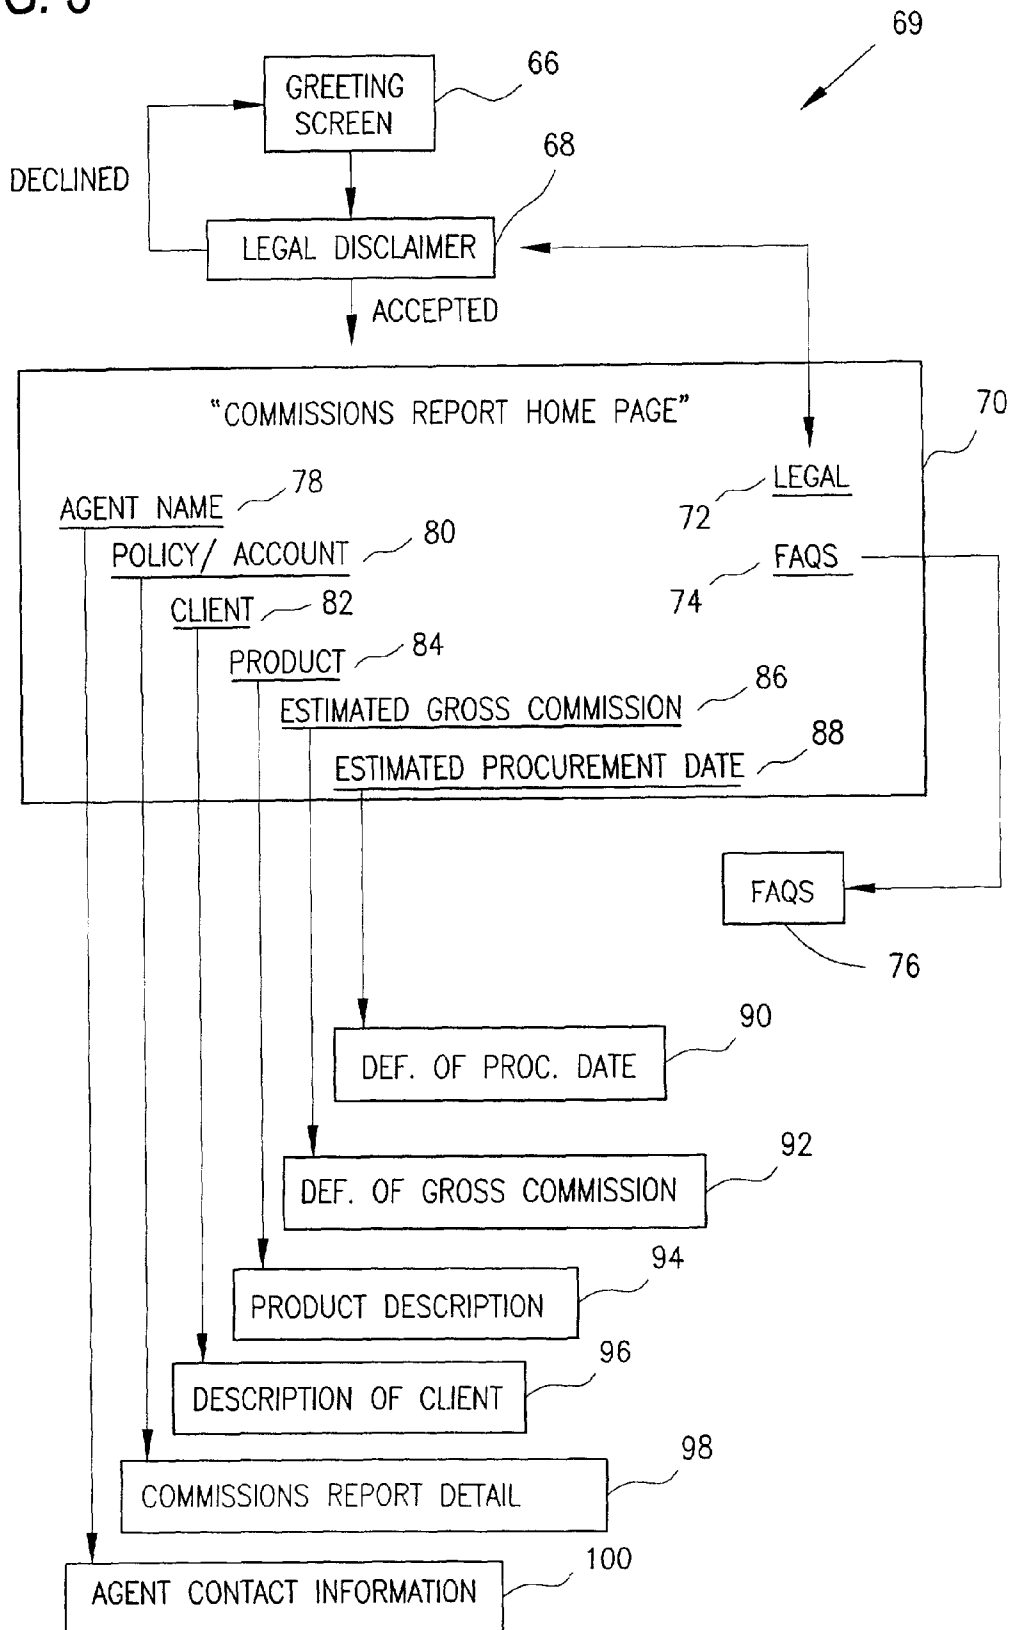 69
GREETING
SCREEN
66
DECLINED
68
LEGAL DISCLAIMER
ACCEPTED
"COMMISSIONS REPORT HOME PAGE"
70
LEGAL
72
AGENT NAME
78
POLICY/ ACCOUNT
80
FAQS
74
CLIENT
82
PRODUCT
84
ESTIMATED GROSS COMMISSION
86
ESTIMATED PROCUREMENT DATE
88
FAQS
76
DEF. OF PROC. DATE
90
DEF. OF GROSS COMMISSION
92
PRODUCT DESCRIPTION
94
DESCRIPTION OF CLIENT
96
COMMISSIONS REPORT DETAIL
98
AGENT CONTACT INFORMATION
100